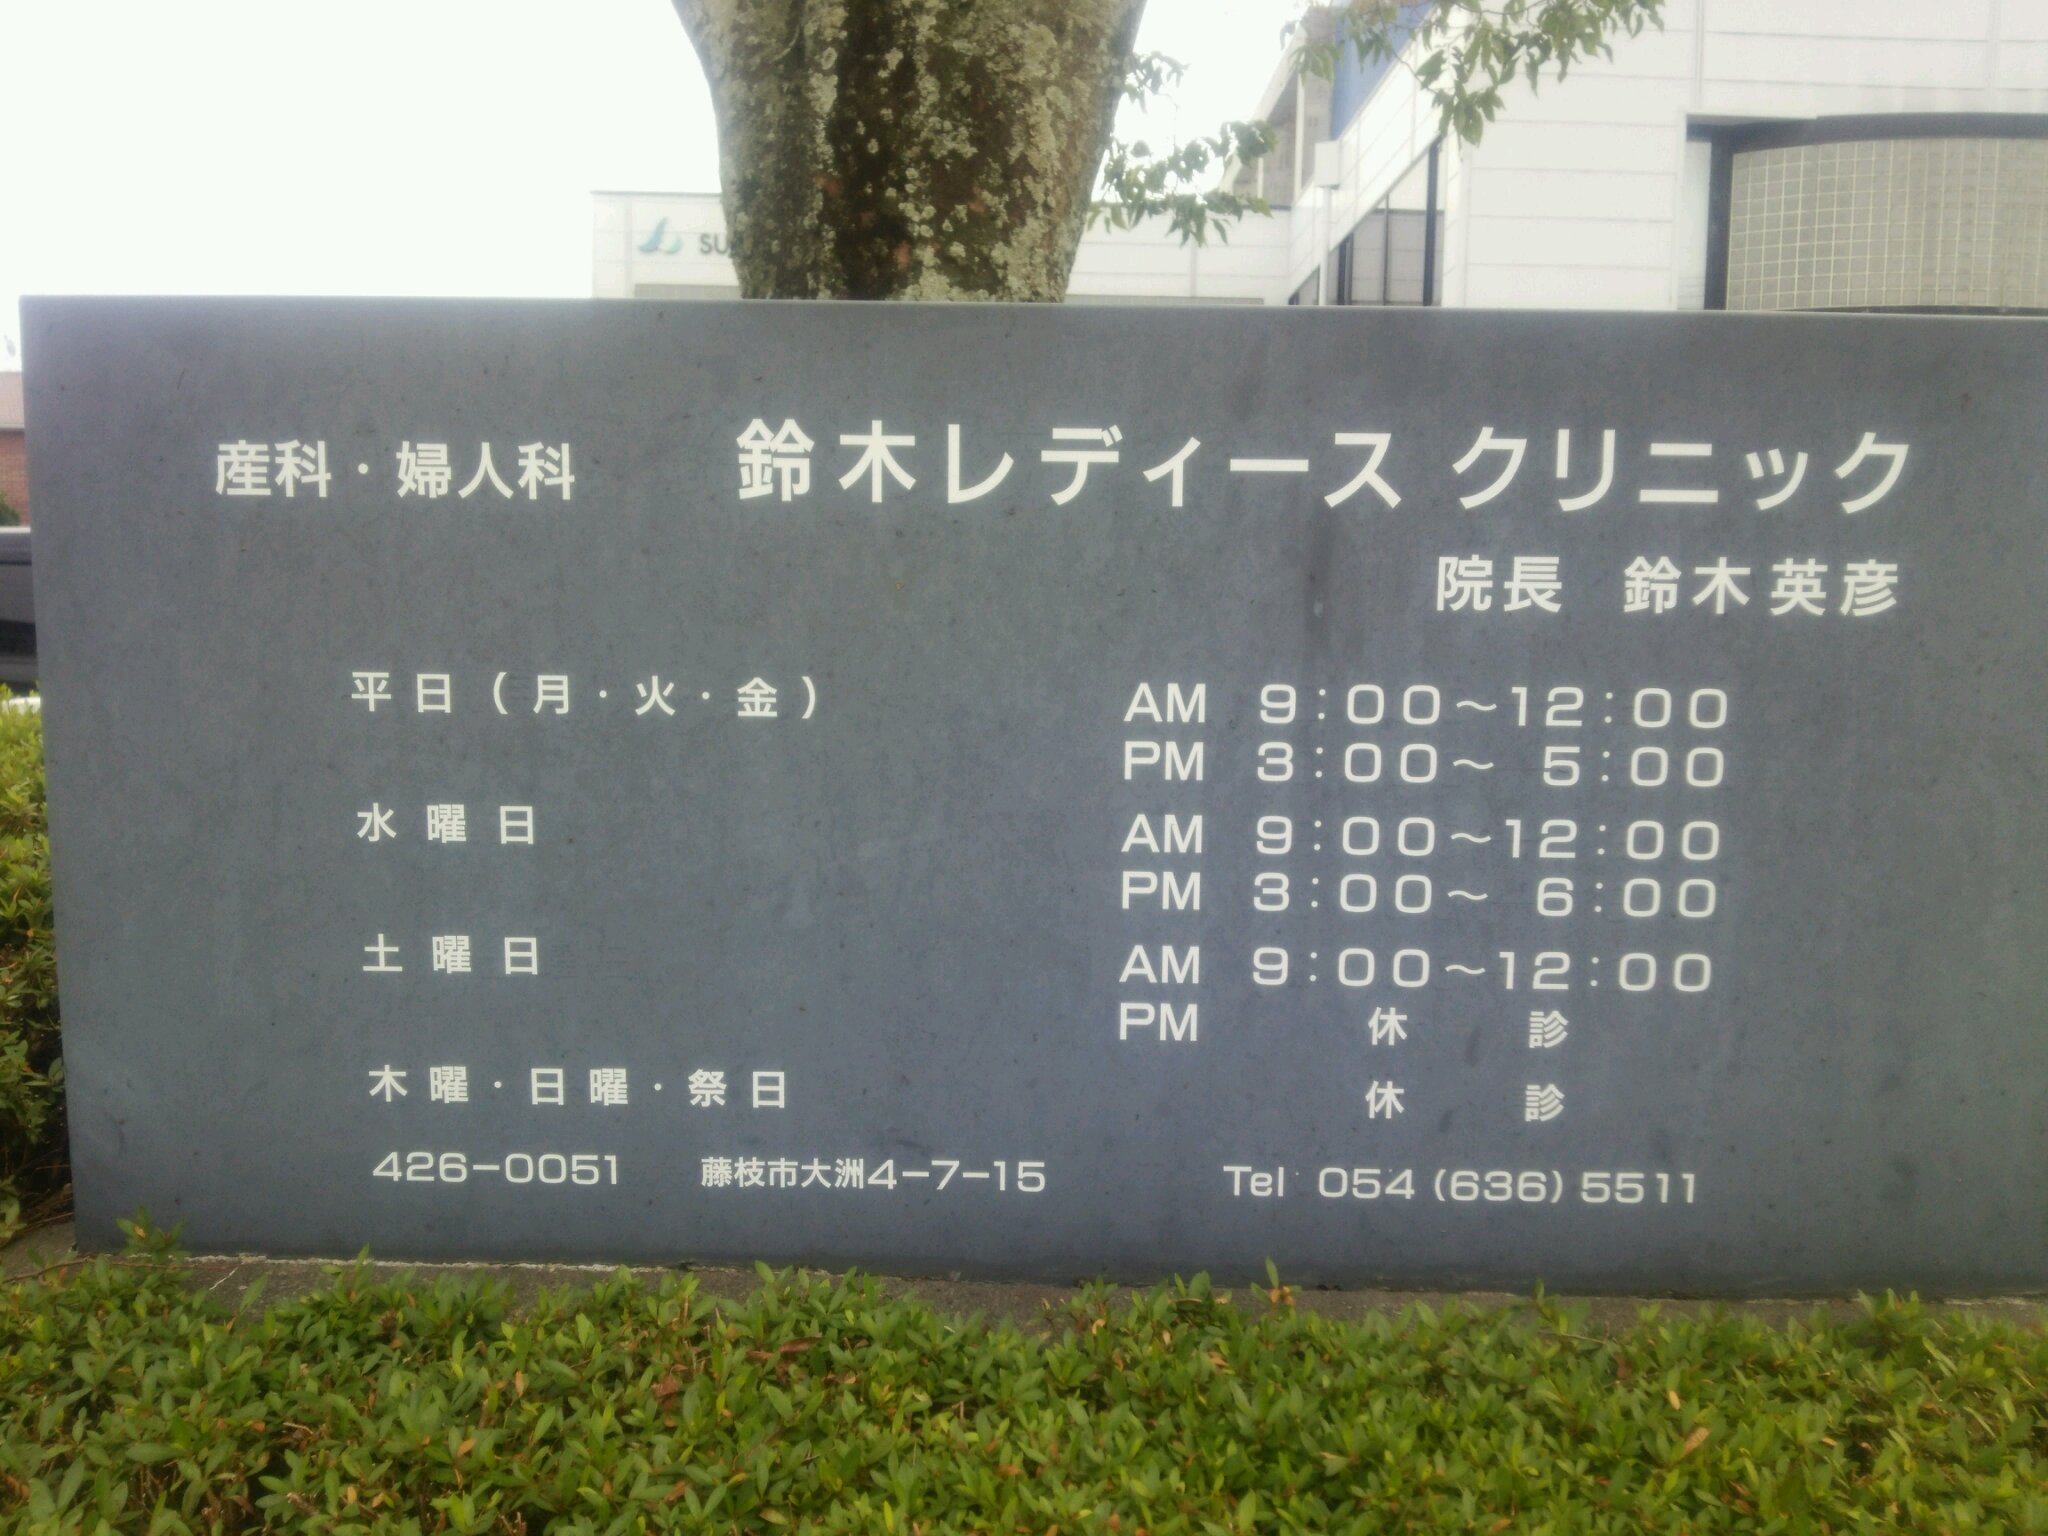 SU
産科・婦人科 鈴木レディース クリニック
院長 鈴木英彦
平日(月・火・金) AM 9:00〜12:00
PM 3:00〜 5:00
水曜日 AM 9:00〜12:00
PM 3:00〜 6:00
土曜日 AM 9:00〜12:00
PM 休診
木曜・日曜・祭日 休診
426-0051 藤枝市大洲4-7-15 Tel 054(636)5511